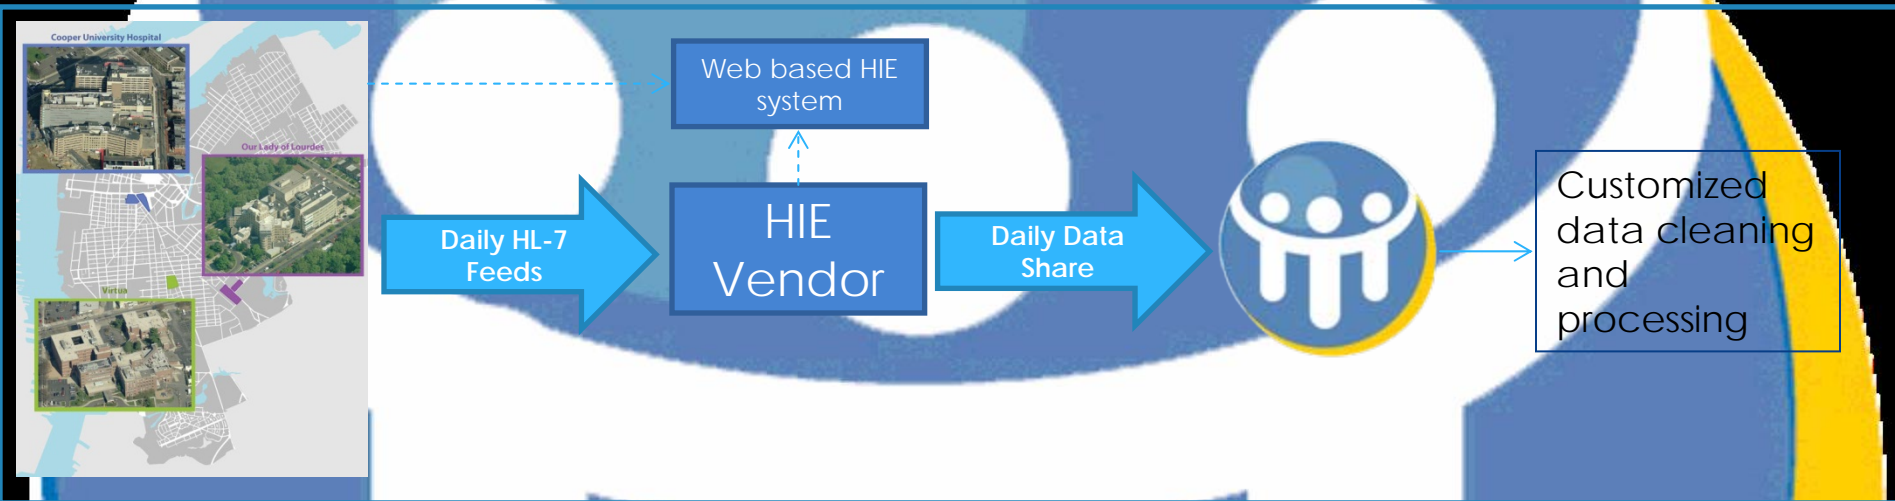 Cooper University Hospital
Our Lady of Lourdes
Virtua
Daily HL-7
Feeds
Web based HIE
system
HIE
Vendor
Daily Data
Share
Customized
data cleaning
and
processing